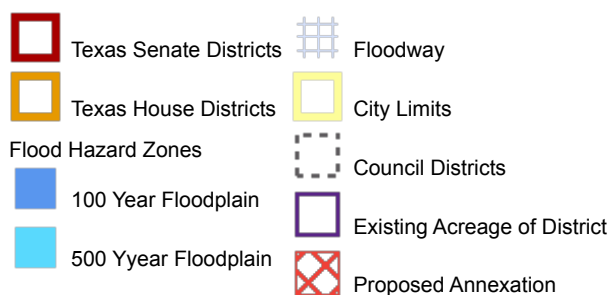 Texas Senate Districts
Texas House Districts
Flood Hazard Zones
100 Year Floodplain
500 Yyear Floodplain
Floodway
City Limits
Council Districts
Existing Acreage of District
Proposed Annexation